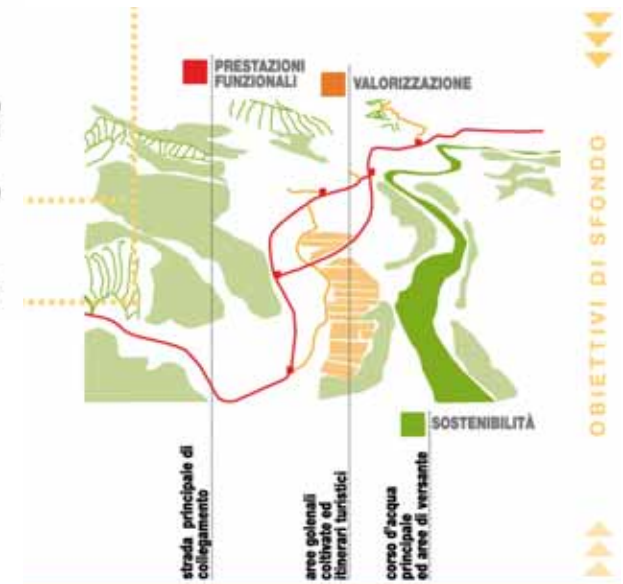 PRESTAZIONI
FUNZIONALI
VALORIZZAZIONE
OBIETTIVI DI SFONDO
SOSTENIBILITÀ
strada principale di
collegamento
aree golenali
coltivate ed
itinerari turistici
corso d'acqua
principale
ed aree di versante